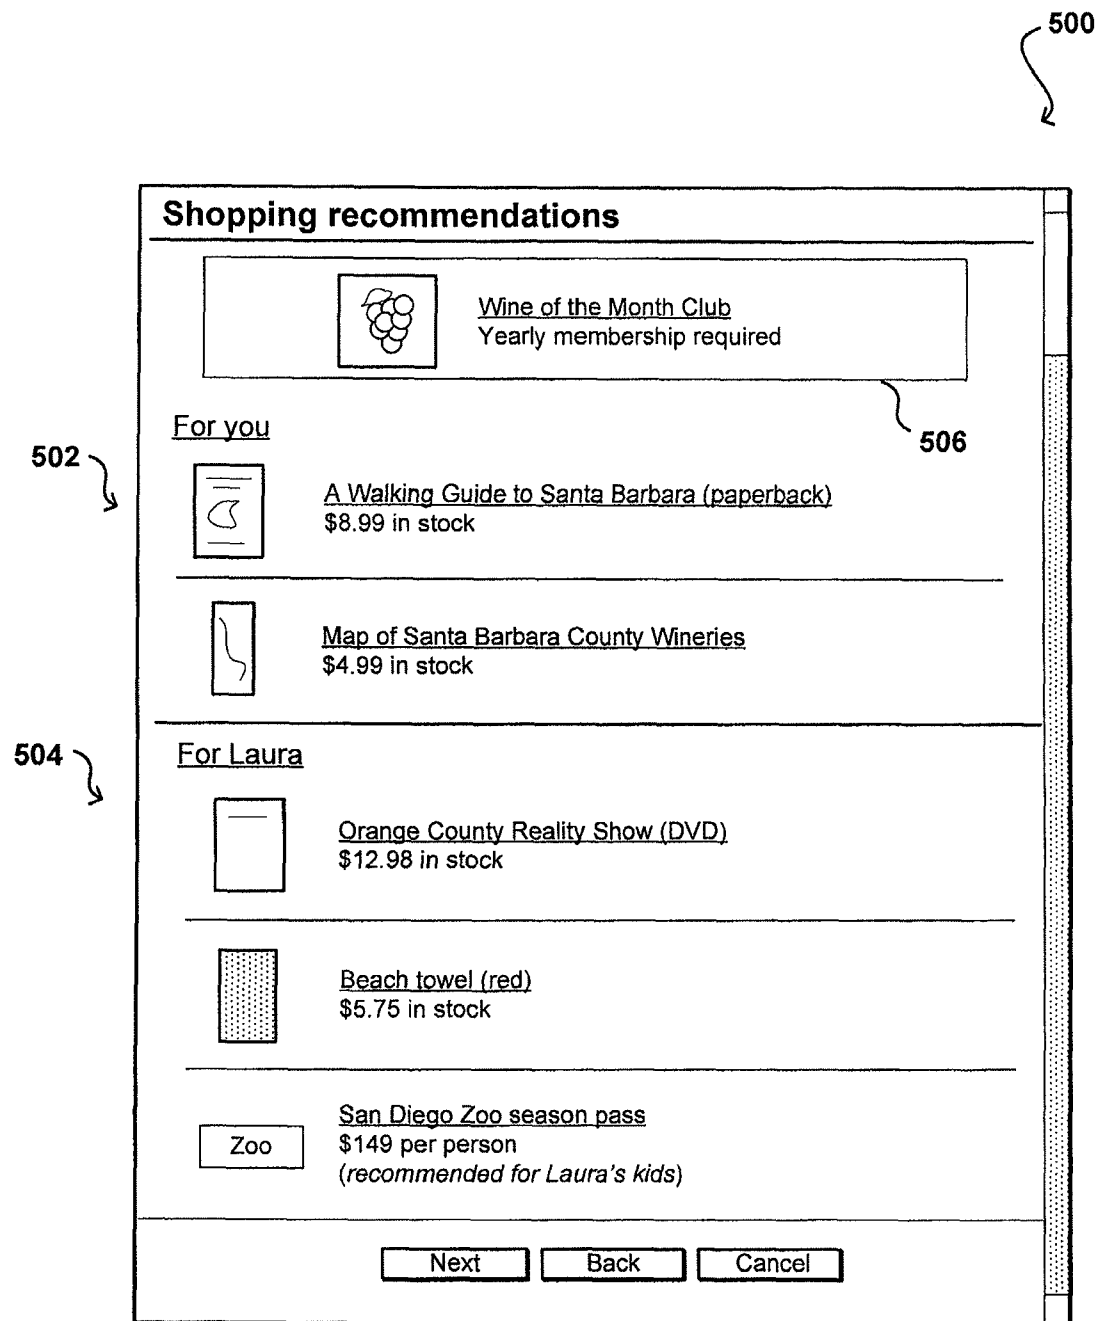 500
Shopping recommendations
Wine of the Month Club
Yearly membership required
506
For you
502
A Walking Guide to Santa Barbara (paperback)
$8.99 in stock
Map of Santa Barbara County Wineries
$4.99 in stock
504
For Laura
Orange County Reality Show (DVD)
$12.98 in stock
Beach towel (red)
$5.75 in stock
Zoo
San Diego Zoo season pass
$149 per person
(recommended for Laura's kids)
Next Back Cancel